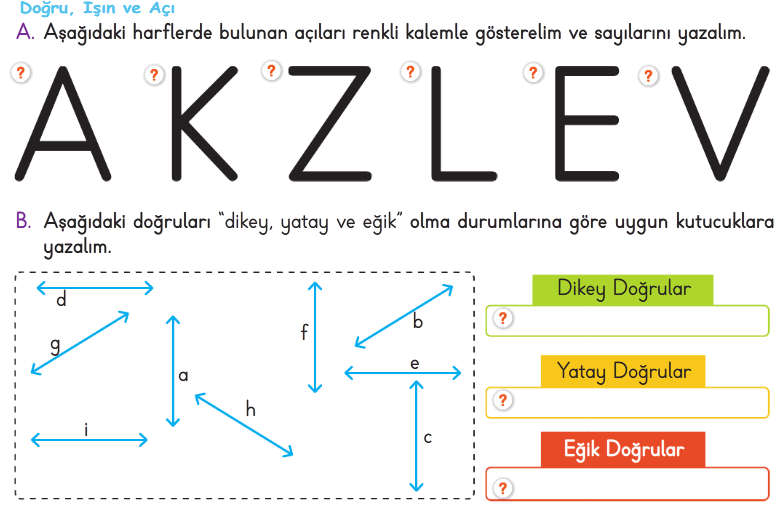 Doğru, Işın ve Açı
A. Aşağıdaki harflerde bulunan açıları renkli kalemle gösterelim ve sayılarını yazalım.
? ? ? ? ? ?
A K Z L E V
B. Aşağıdaki doğruları “dikey, yatay ve eğik” olma durumlarına göre uygun kutucuklara
yazalım.
d
g
i
a
h
f
b
e
c
Dikey Doğrular
?
Yatay Doğrular
?
Eğik Doğrular
?